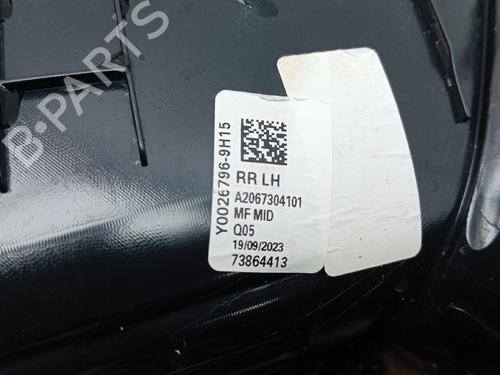 B-PARTS
Y0026796-9H15
RR LH
A2067304101
MF MID
Q05
19/09/2023
73864413